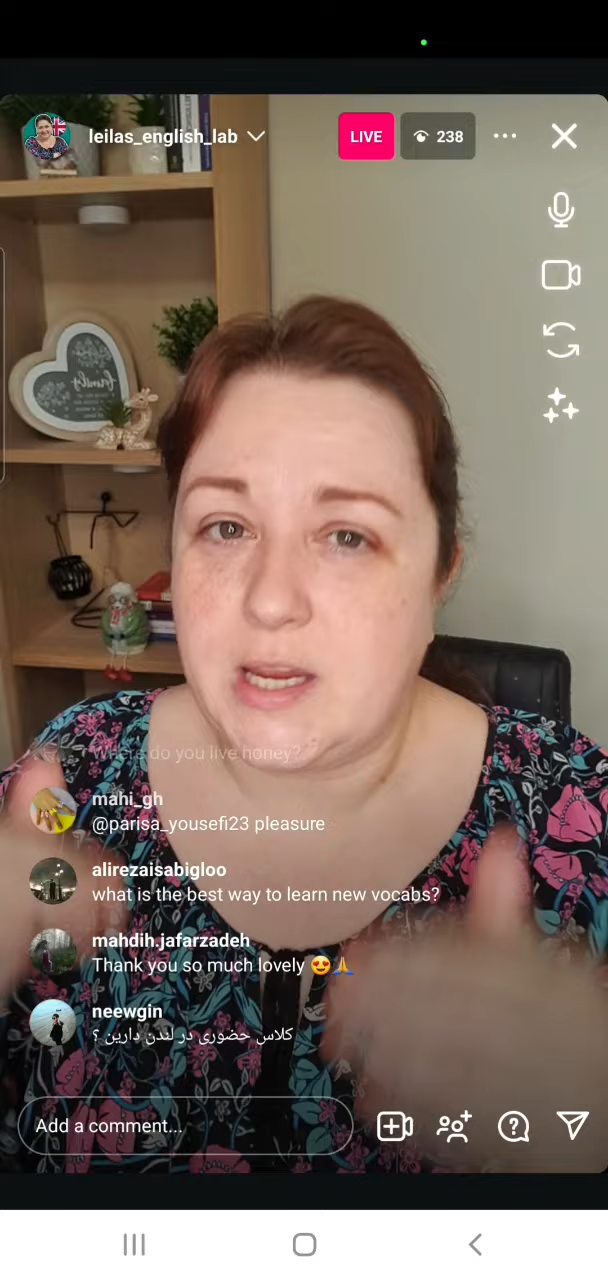 leilas_english_lab
LIVE
238
family
Where do you live honey?
mahi_gh
@parisa_yousefi23 pleasure
alirezaisabigloo
what is the best way to learn new vocabs?
mahdih.jafarzadeh
Thank you so much lovely 😍🙏
neewgin
کلاس حضوری در لندن دارین ؟
Add a comment...